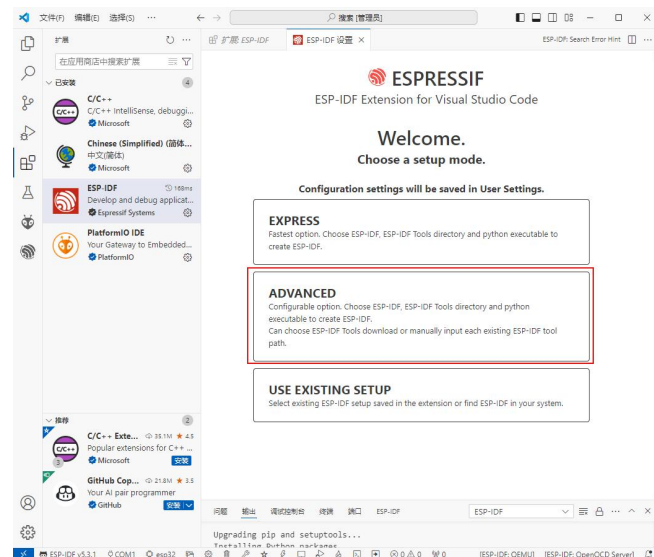 文件(F) 编辑(E) 选择(S) ··· 搜索 [管理员]
扩展
在应用商店中搜索扩展
已安装 4
C/C++
C/C++ IntelliSense, debuggi...
Microsoft
Chinese (Simplified) (简体...
中文(简体)
Microsoft
ESP-IDF 168ms
Develop and debug applicat...
Espressif Systems
PlatformIO IDE
Your Gateway to Embedded...
PlatformIO
推荐 2
C/C++ Exte... 35.1M ★ 4.5
Popular extensions for C++ ...
Microsoft 安装
3
GitHub Cop... 21.8M ★ 3.5
Your AI pair programmer
GitHub 安装
扩展 ESP-IDF ESP-IDF 设置 × ESP-IDF: Search Error Hint ···
ESPRESSIF
ESP-IDF Extension for Visual Studio Code
Welcome.
Choose a setup mode.
Configuration settings will be saved in User Settings.
EXPRESS
Fastest option. Choose ESP-IDF, ESP-IDF Tools directory and python executable to
create ESP-IDF.
ADVANCED
Configurable option. Choose ESP-IDF, ESP-IDF Tools directory and python
executable to create ESP-IDF.
Can choose ESP-IDF Tools download or manually input each existing ESP-IDF tool
path.
USE EXISTING SETUP
Select existing ESP-IDF setup saved in the extension or find ESP-IDF in your system.
问题 输出 调试控制台 终端 端口 ESP-IDF ESP-IDF
Upgrading pip and setuptools...
Installing Python packages
ESP-IDF v5.3.1 COM1 esp32 0 0 0 [ESP-IDF: QEMU] [ESP-IDF: OpenOCD Server]